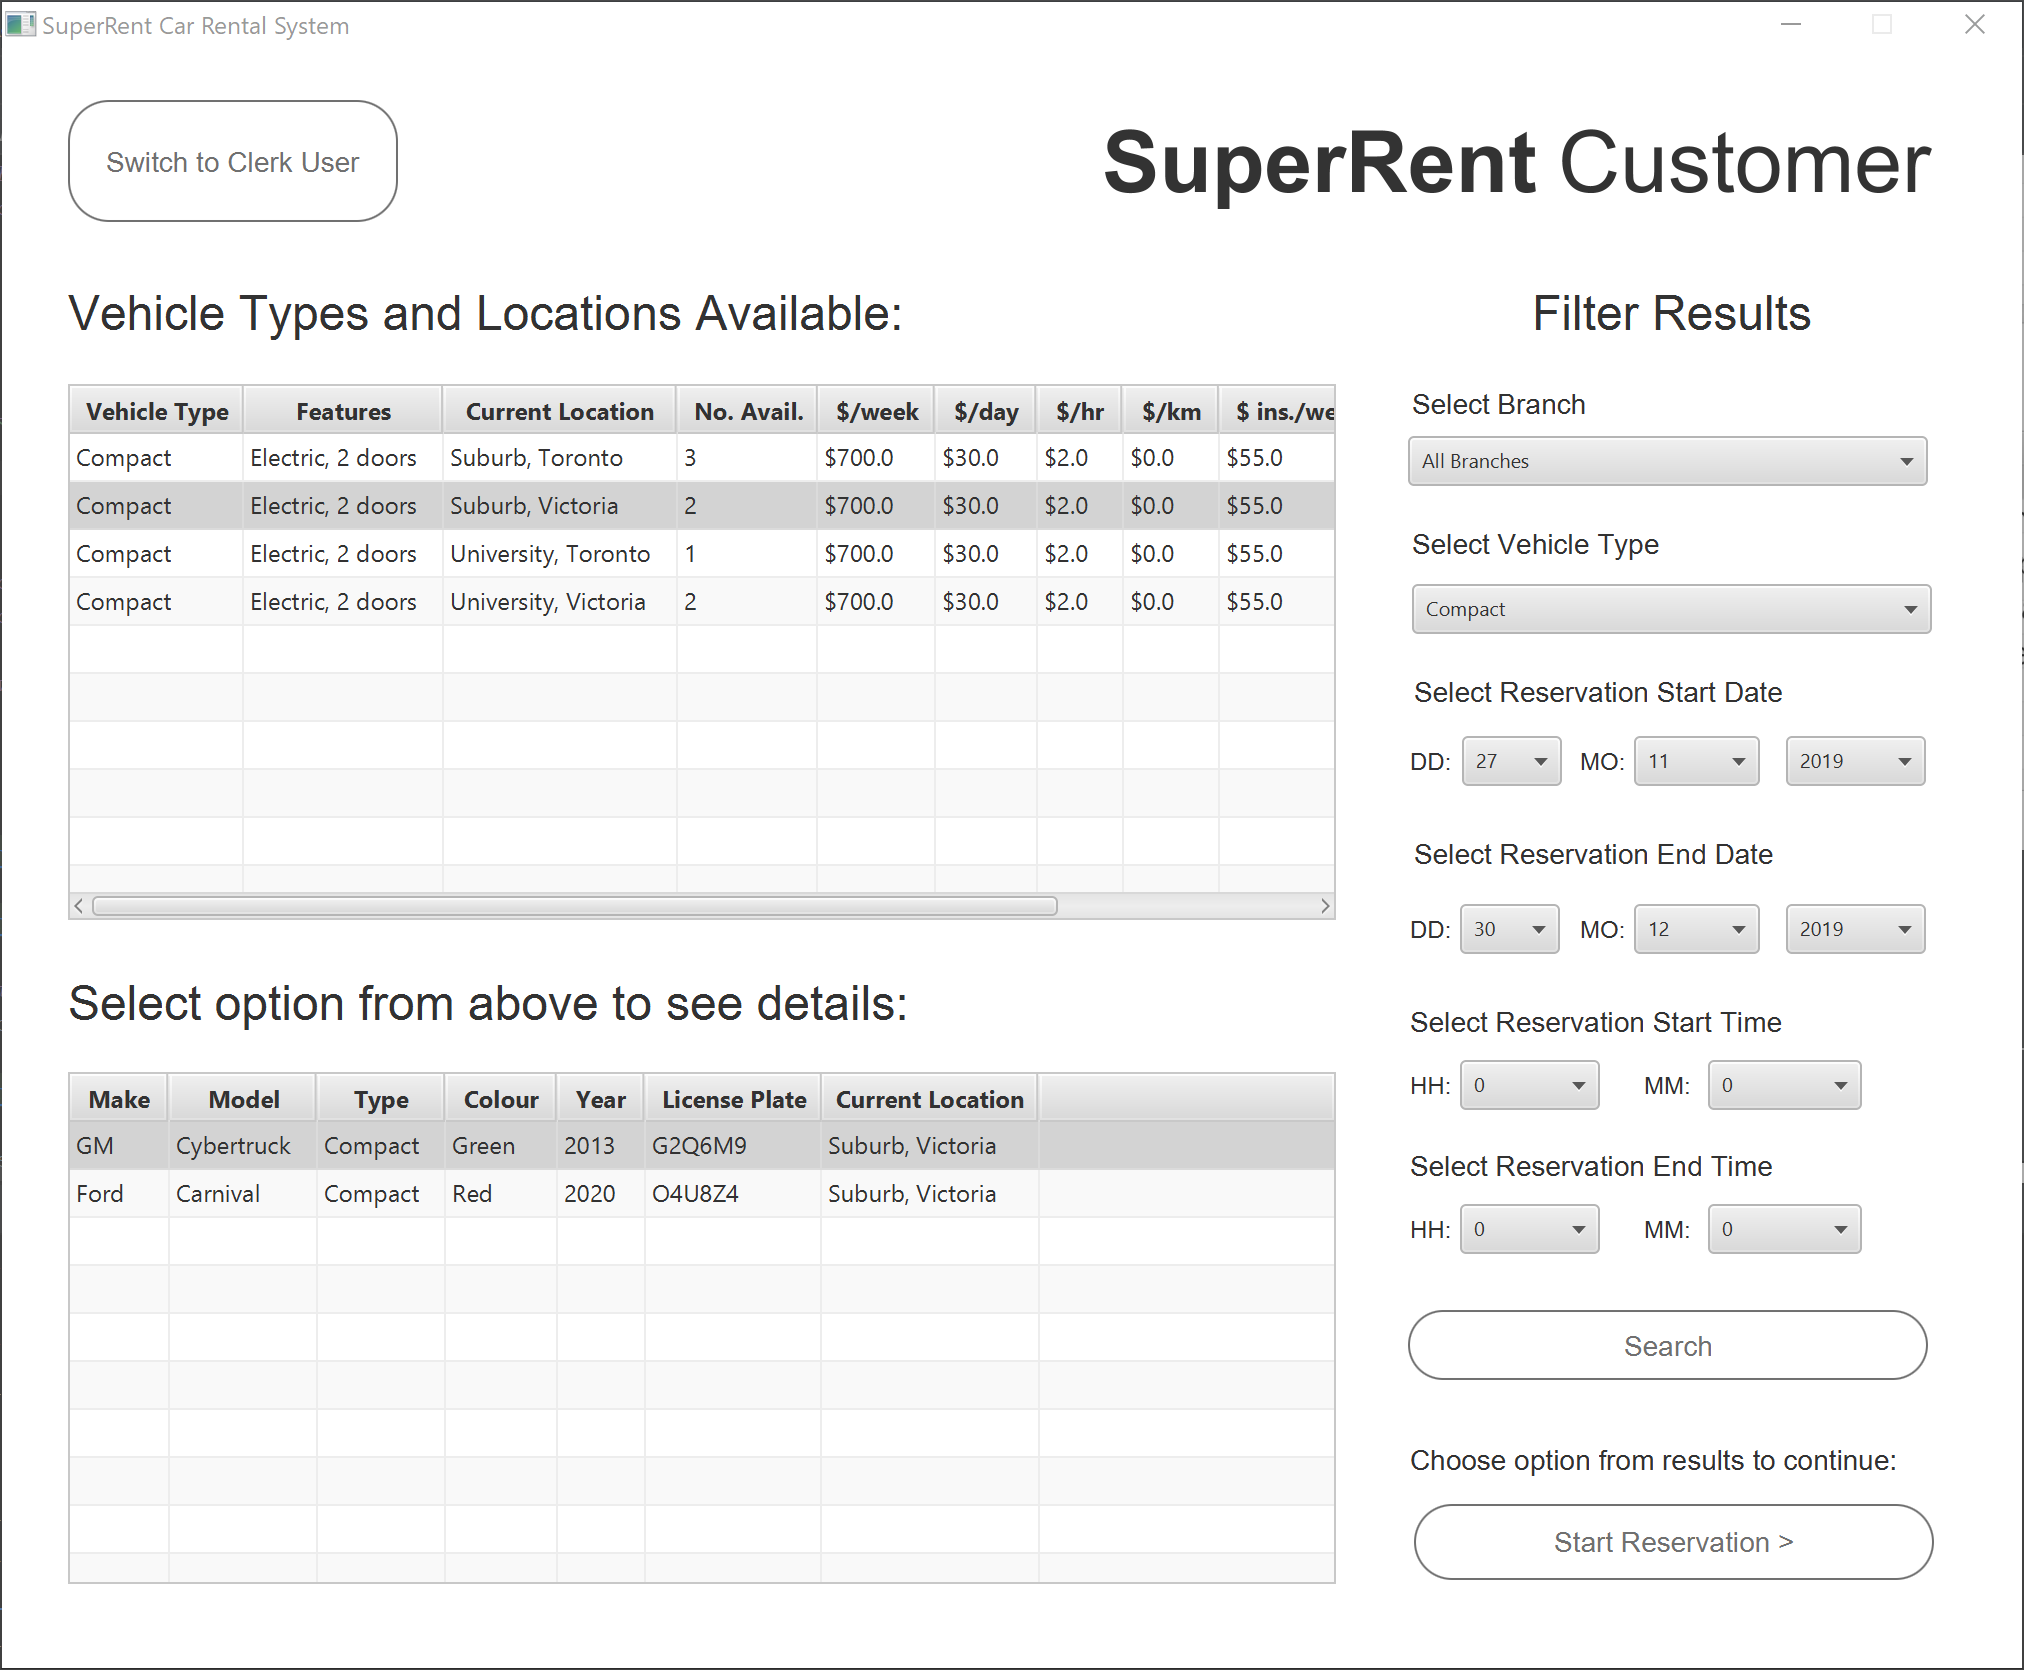 SuperRent Car Rental System
Switch to Clerk User
SuperRent Customer
Vehicle Types and Locations Available:
Vehicle Type Features Current Location No. Avail. $/week $/day $/hr $/km $ ins./we
Compact Electric, 2 doors Suburb, Toronto 3 $700.0 $30.0 $2.0 $0.0 $55.0
Compact Electric, 2 doors Suburb, Victoria 2 $700.0 $30.0 $2.0 $0.0 $55.0
Compact Electric, 2 doors University, Toronto 1 $700.0 $30.0 $2.0 $0.0 $55.0
Compact Electric, 2 doors University, Victoria 2 $700.0 $30.0 $2.0 $0.0 $55.0
Select option from above to see details:
Make Model Type Colour Year License Plate Current Location
GM Cybertruck Compact Green 2013 G2Q6M9 Suburb, Victoria
Ford Carnival Compact Red 2020 O4U8Z4 Suburb, Victoria
Filter Results
Select Branch
All Branches
Select Vehicle Type
Compact
Select Reservation Start Date
DD: 27 MO: 11 2019
Select Reservation End Date
DD: 30 MO: 12 2019
Select Reservation Start Time
HH: 0 MM: 0
Select Reservation End Time
HH: 0 MM: 0
Search
Choose option from results to continue:
Start Reservation >